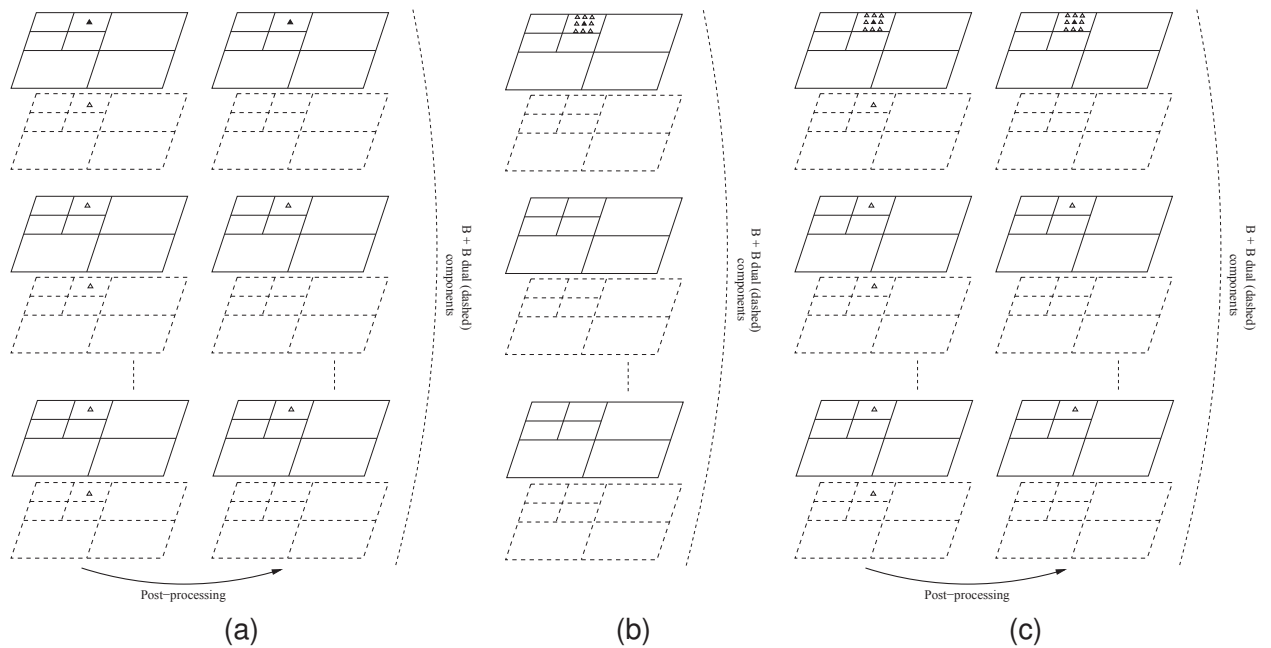 B + B dual (dashed)
components
Post−processing
(a)
B + B dual (dashed)
components
(b)
B + B dual (dashed)
components
Post−processing
(c)